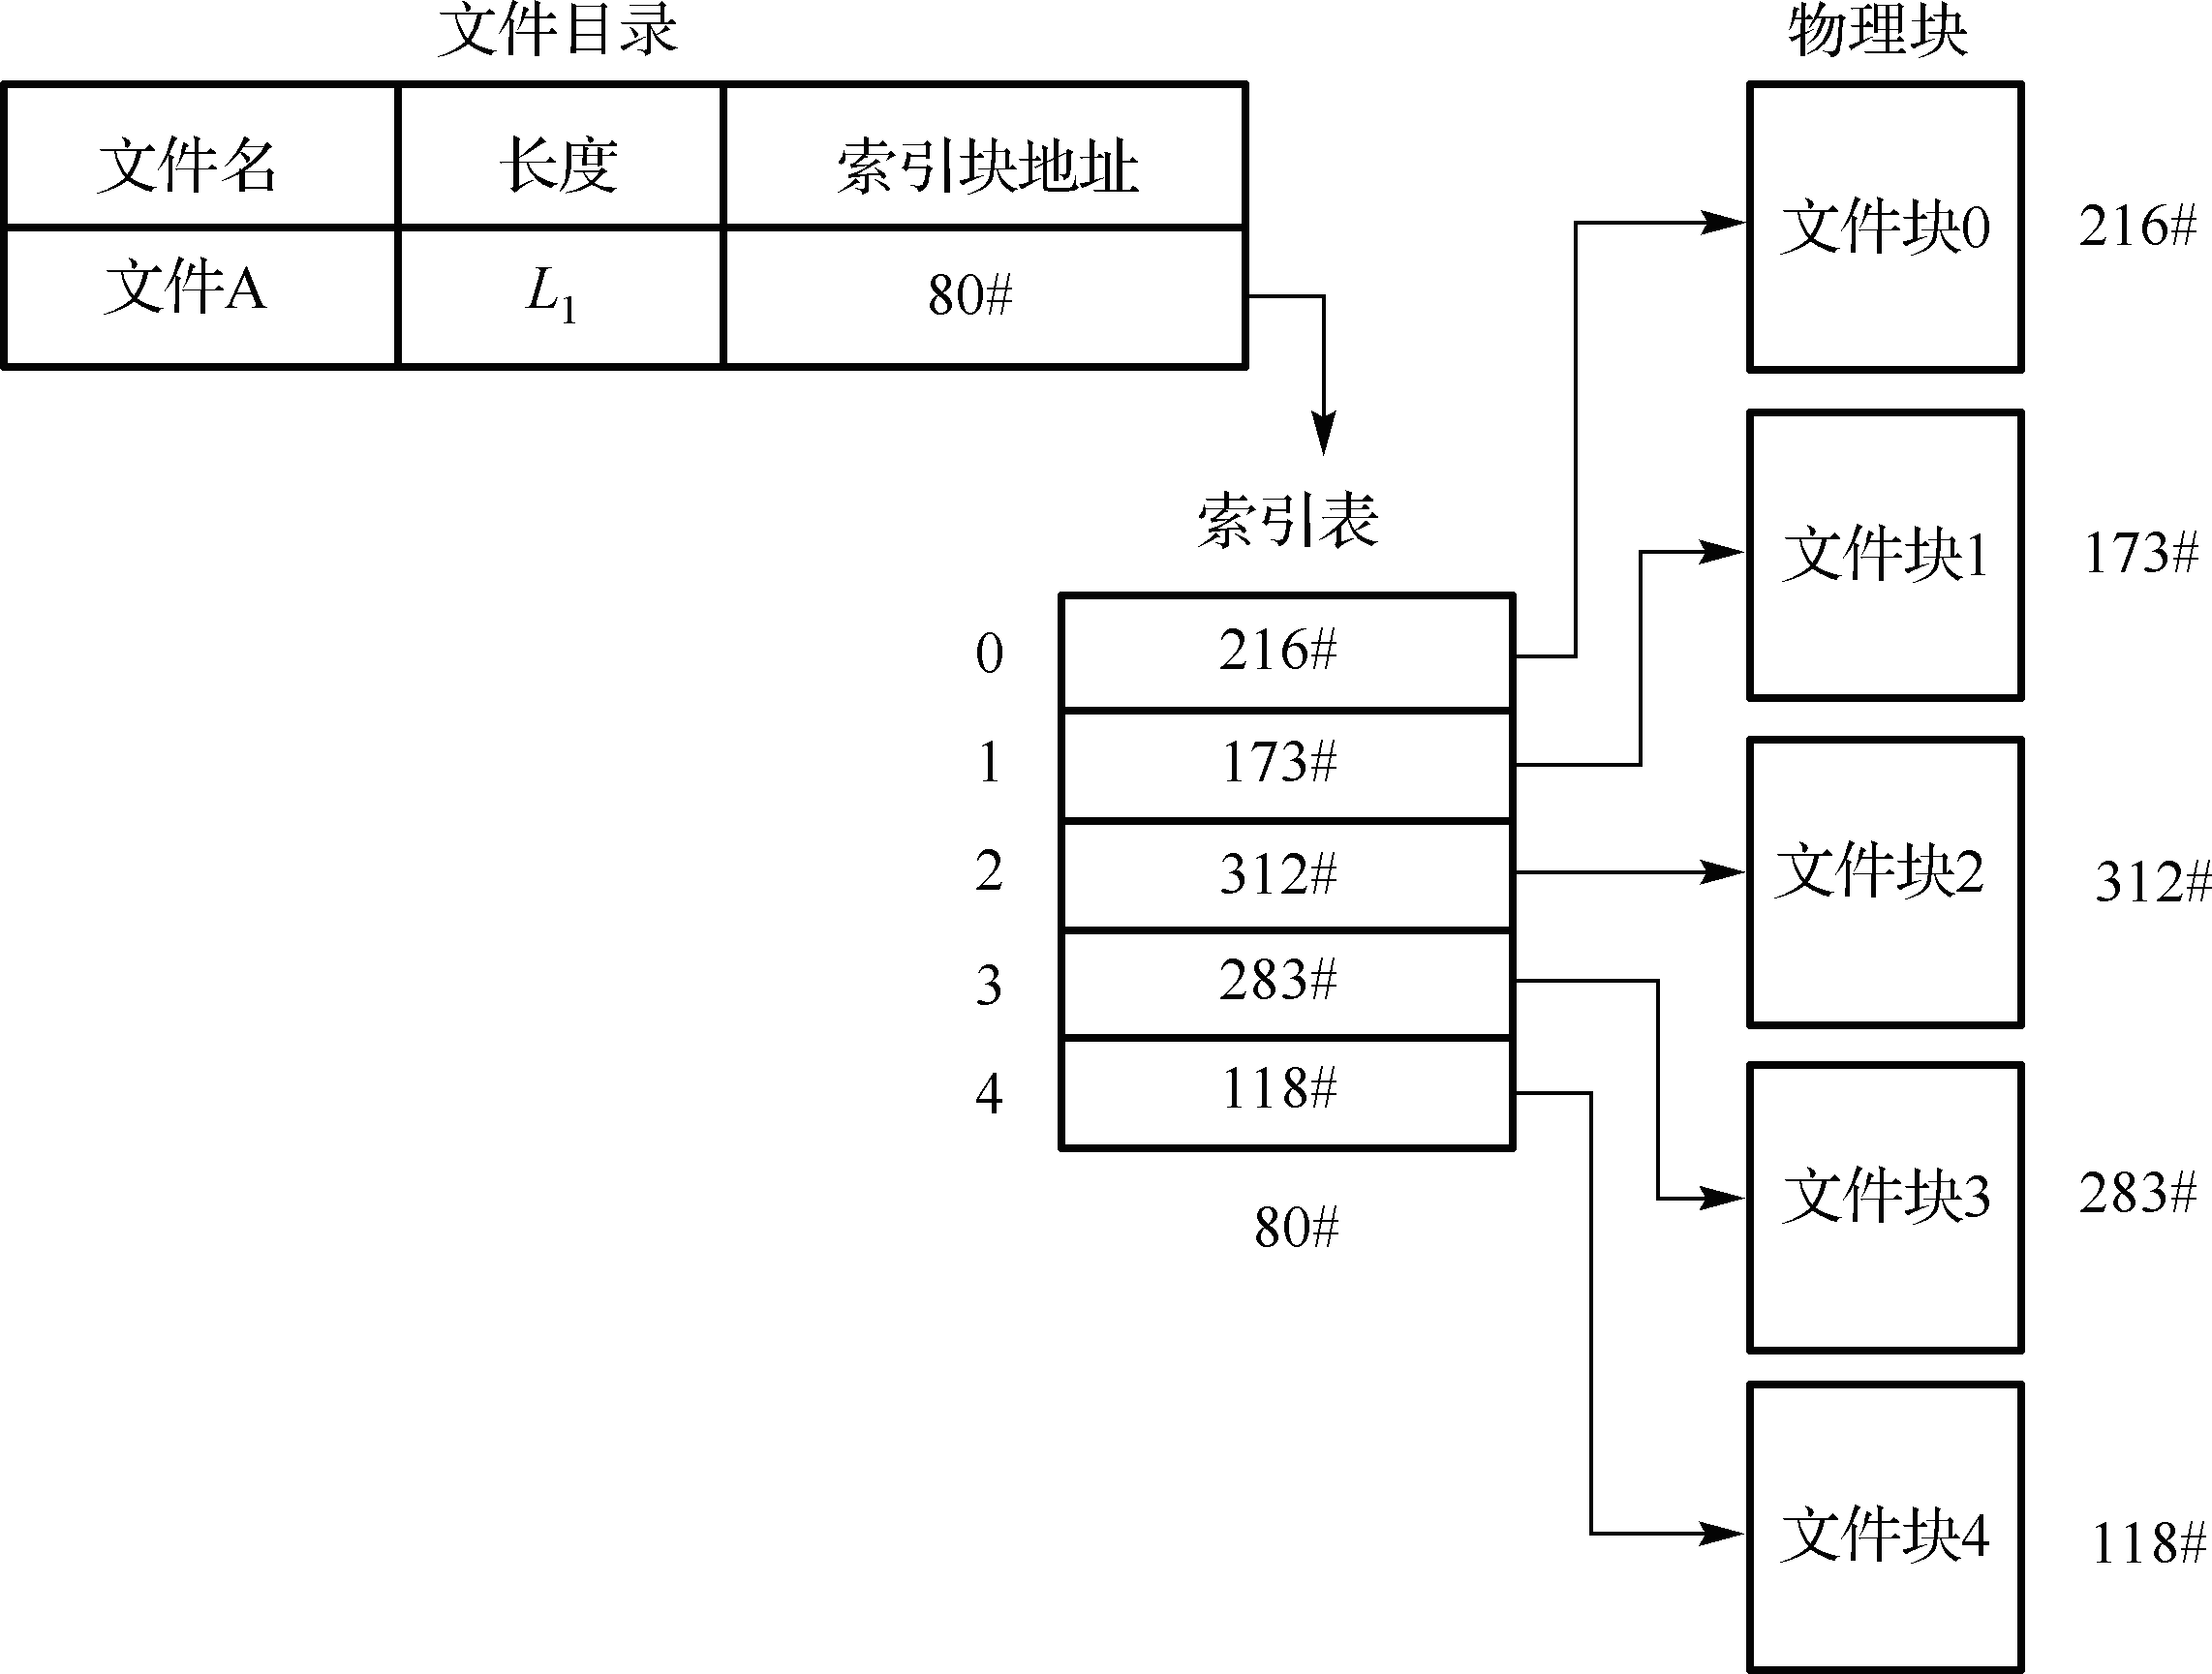 文件目录
文件名 长度 索引块地址
文件A L1 80#
索引表
0 216#
1 173#
2 312#
3 283#
4 118#
80#
物理块
文件块0 216#
文件块1 173#
文件块2 312#
文件块3 283#
文件块4 118#